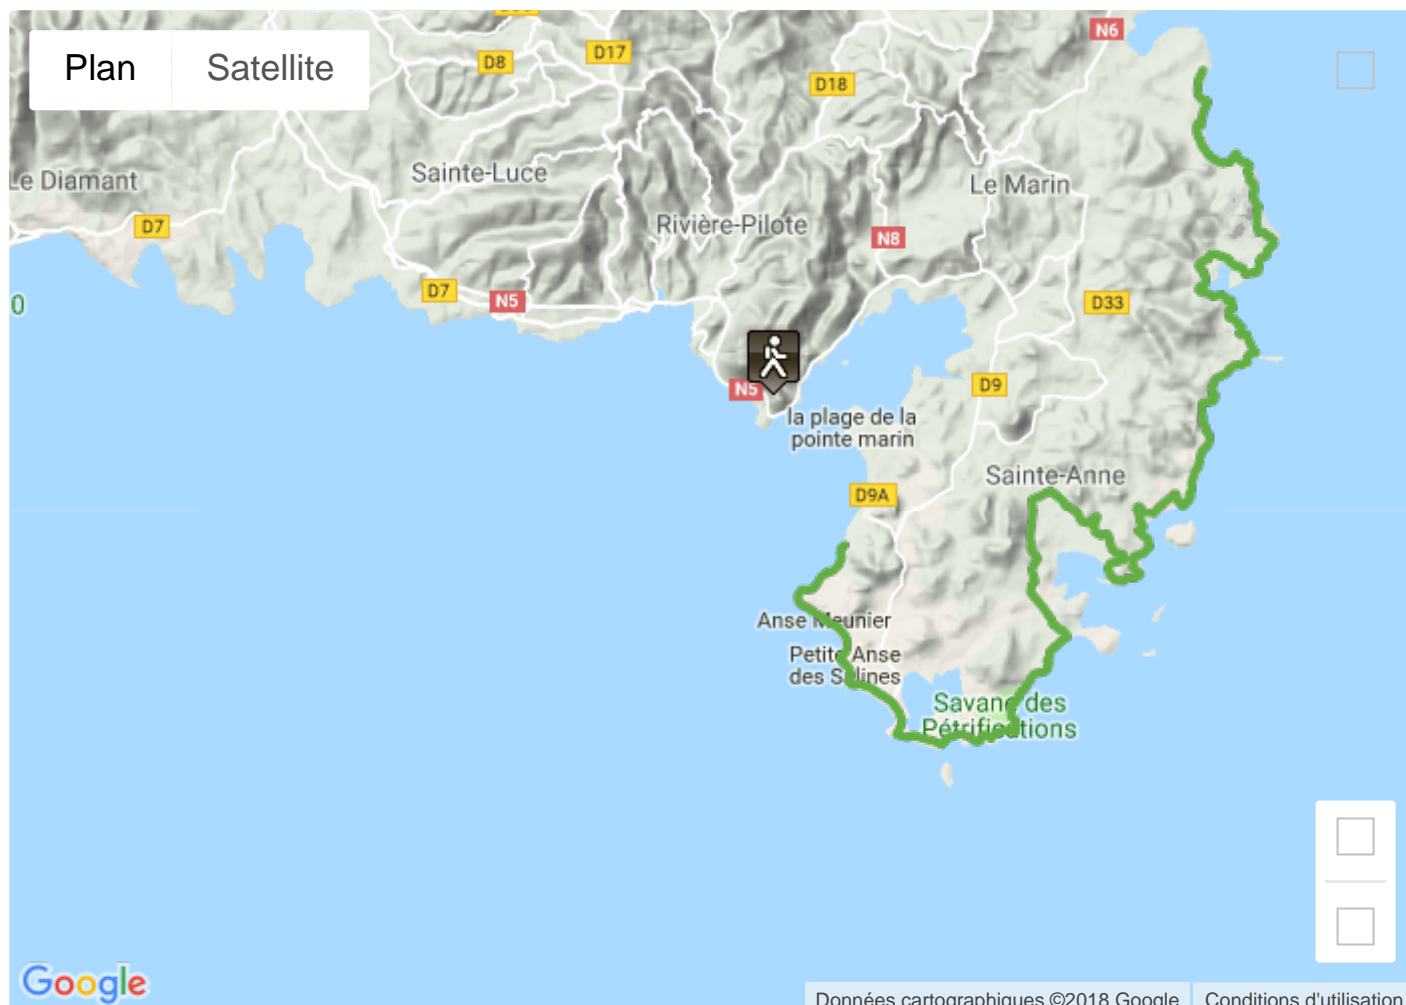 Plan
Satellite
D8
D17
D18
N6
Le Diamant
Sainte-Luce
Le Marin
D7
Rivière-Pilote
N8
D7
N5
D33
0
N5
D9
la plage de la
pointe marin
Sainte-Anne
D9A
Anse Meunier
Petite Anse
des Salines
Savane des
Pétrifications
Google
Données cartographiques ©2018 Google
Conditions d'utilisation